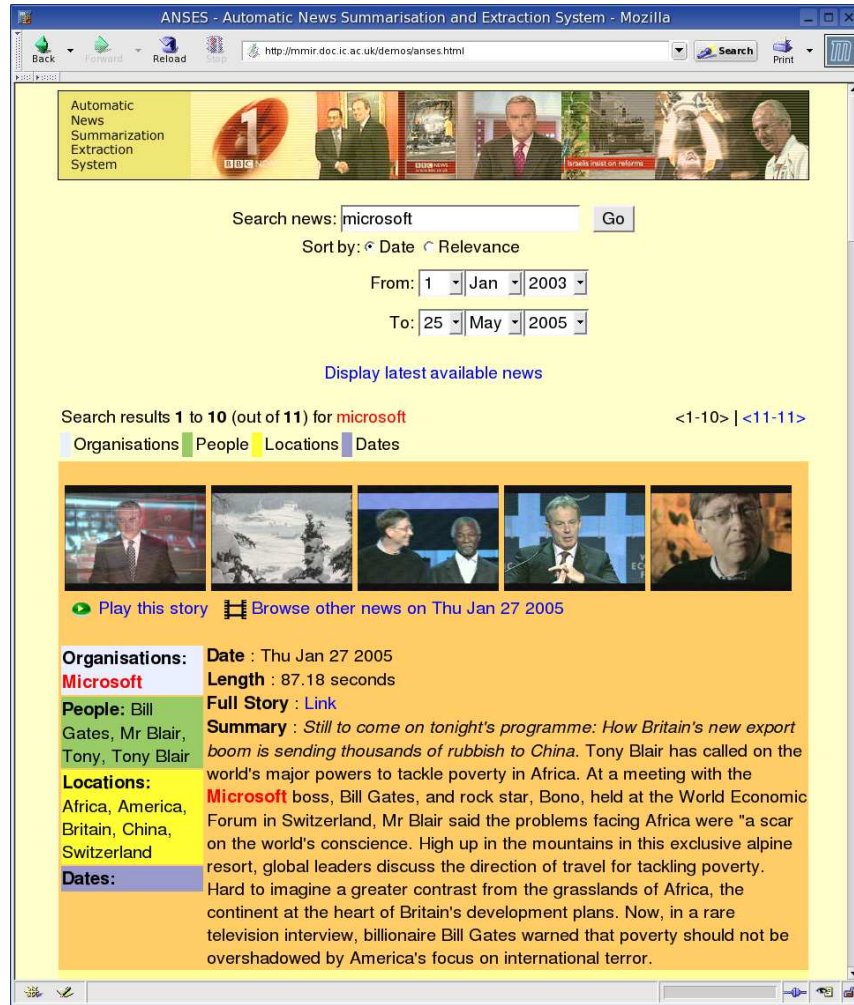 ANSES - Automatic News Summarisation and Extraction System - Mozilla
Back
Forward
Reload
Stop
http://mmir.doc.ic.ac.uk/demos/anses.html
Search
Print
Automatic
News
Summarization
Extraction
System
1
BBC NEWS
BBC NEWS
Israelis insist on reforms
Search news: microsoft Go
Sort by: Date Relevance
From: 1 Jan 2003
To: 25 May 2005
Display latest available news
Search results 1 to 10 (out of 11) for microsoft <1-10> | <11-11>
Organisations People Locations Dates
Play this story Browse other news on Thu Jan 27 2005
Organisations:
Microsoft
People: Bill
Gates, Mr Blair,
Tony, Tony Blair
Locations:
Africa, America,
Britain, China,
Switzerland
Dates:
Date : Thu Jan 27 2005
Length : 87.18 seconds
Full Story : Link
Summary : Still to come on tonight's programme: How Britain's new export
boom is sending thousands of rubbish to China. Tony Blair has called on the
world's major powers to tackle poverty in Africa. At a meeting with the
Microsoft boss, Bill Gates, and rock star, Bono, held at the World Economic
Forum in Switzerland, Mr Blair said the problems facing Africa were "a scar
on the world's conscience. High up in the mountains in this exclusive alpine
resort, global leaders discuss the direction of travel for tackling poverty.
Hard to imagine a greater contrast from the grasslands of Africa, the
continent at the heart of Britain's development plans. Now, in a rare
television interview, billionaire Bill Gates warned that poverty should not be
overshadowed by America's focus on international terror.